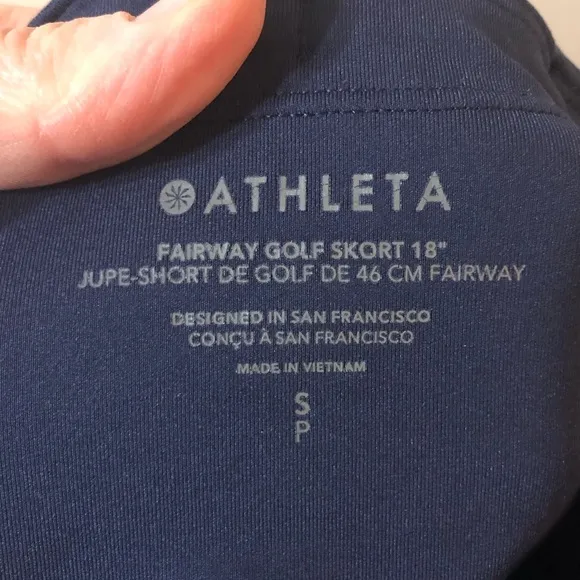 ATHLETA
FAIRWAY GOLF SKORT 18"
JUPE-SHORT DE GOLF DE 46 CM FAIRWAY
DESIGNED IN SAN FRANCISCO
CONÇU À SAN FRANCISCO
MADE IN VIETNAM
S
P